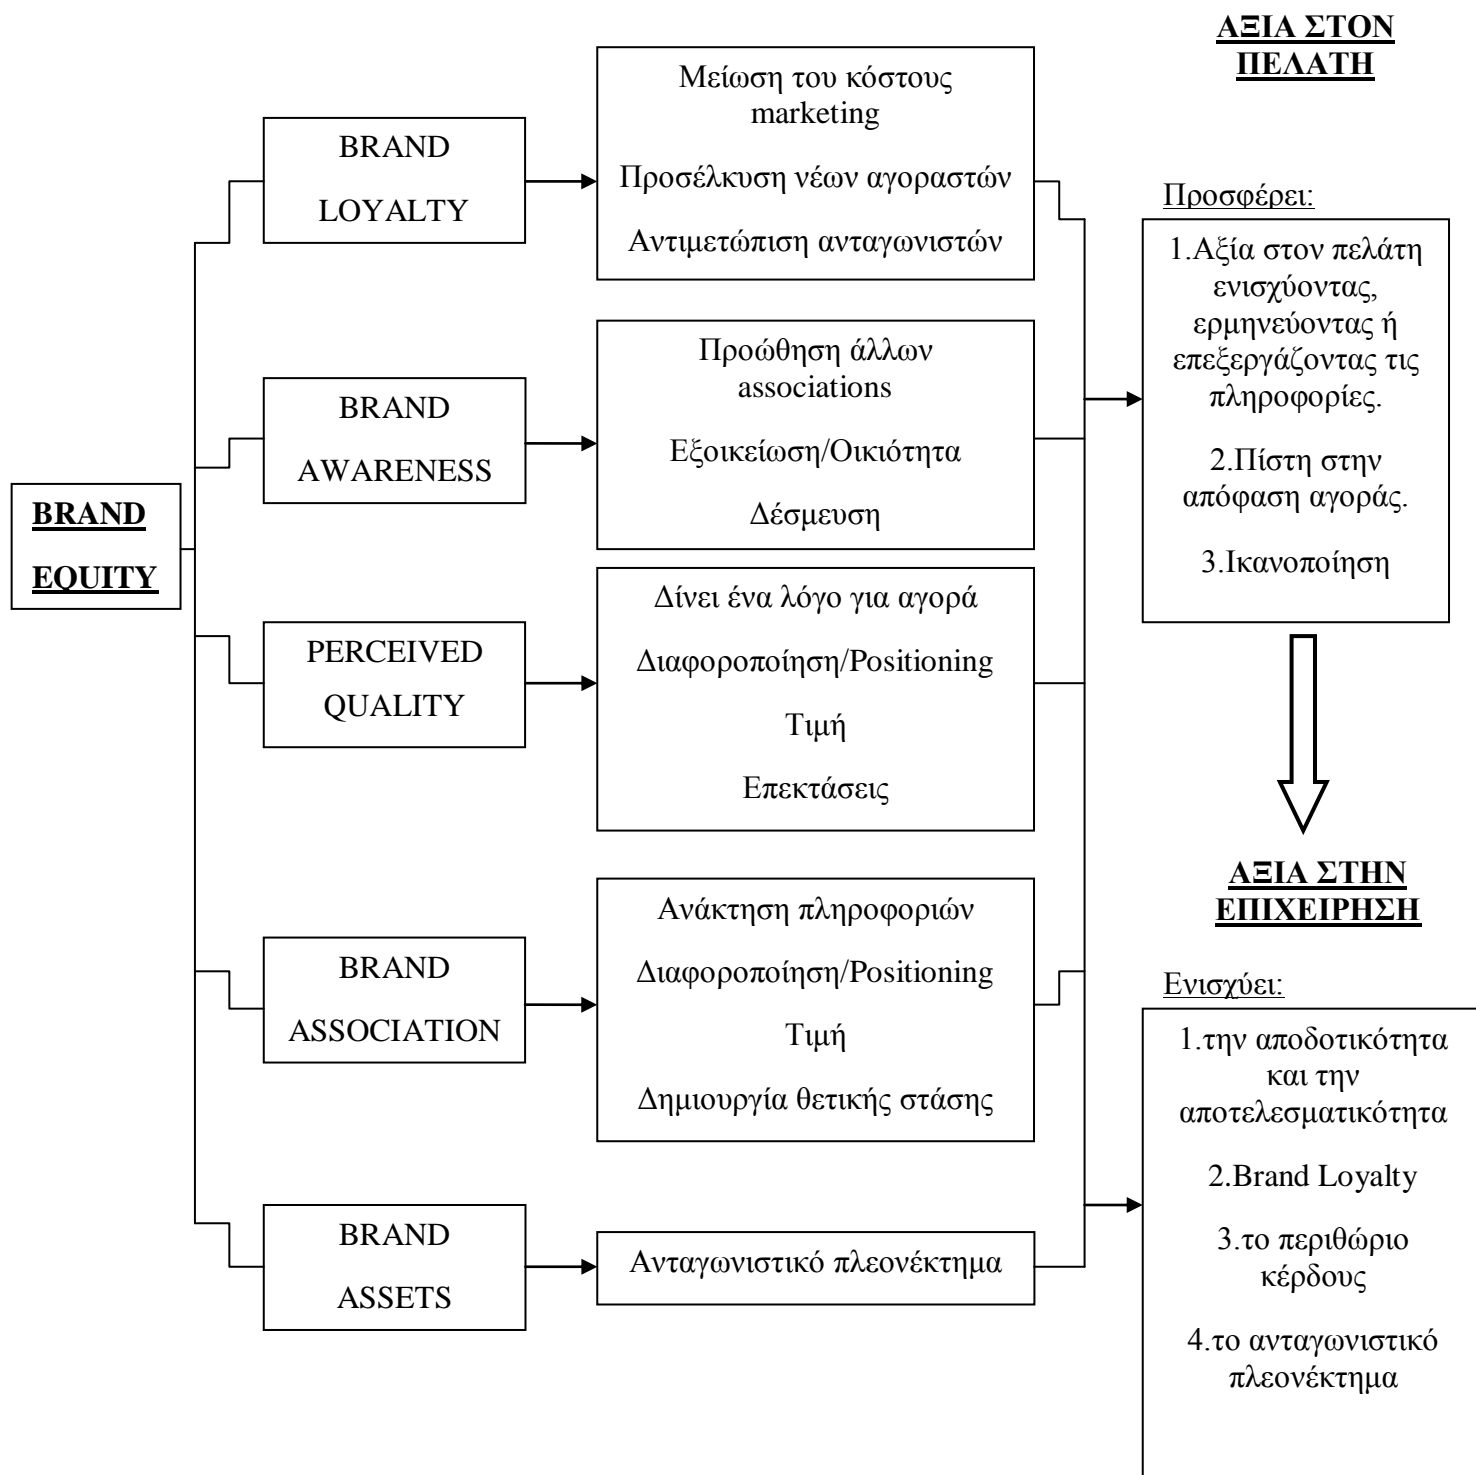 BRAND
EQUITY
BRAND
LOYALTY
Μείωση του κόστους
marketing
Προσέλκυση νέων αγοραστών
Αντιμετώπιση ανταγωνιστών
BRAND
AWARENESS
Προώθηση άλλων
associations
Εξοικείωση/Οικιότητα
Δέσμευση
PERCEIVED
QUALITY
Δίνει ένα λόγο για αγορά
Διαφοροποίηση/Positioning
Τιμή
Επεκτάσεις
BRAND
ASSOCIATION
Ανάκτηση πληροφοριών
Διαφοροποίηση/Positioning
Τιμή
Δημιουργία θετικής στάσης
BRAND
ASSETS
Ανταγωνιστικό πλεονέκτημα
ΑΞΙΑ ΣΤΟΝ
ΠΕΛΑΤΗ
Προσφέρει:
1.Αξία στον πελάτη
ενισχύοντας,
ερμηνεύοντας ή
επεξεργάζοντας τις
πληροφορίες.
2.Πίστη στην
απόφαση αγοράς.
3.Ικανοποίηση
ΑΞΙΑ ΣΤΗΝ
ΕΠΙΧΕΙΡΗΣΗ
Ενισχύει:
1.την αποδοτικότητα
και την
αποτελεσματικότητα
2.Brand Loyalty
3.το περιθώριο
κέρδους
4.το ανταγωνιστικό
πλεονέκτημα